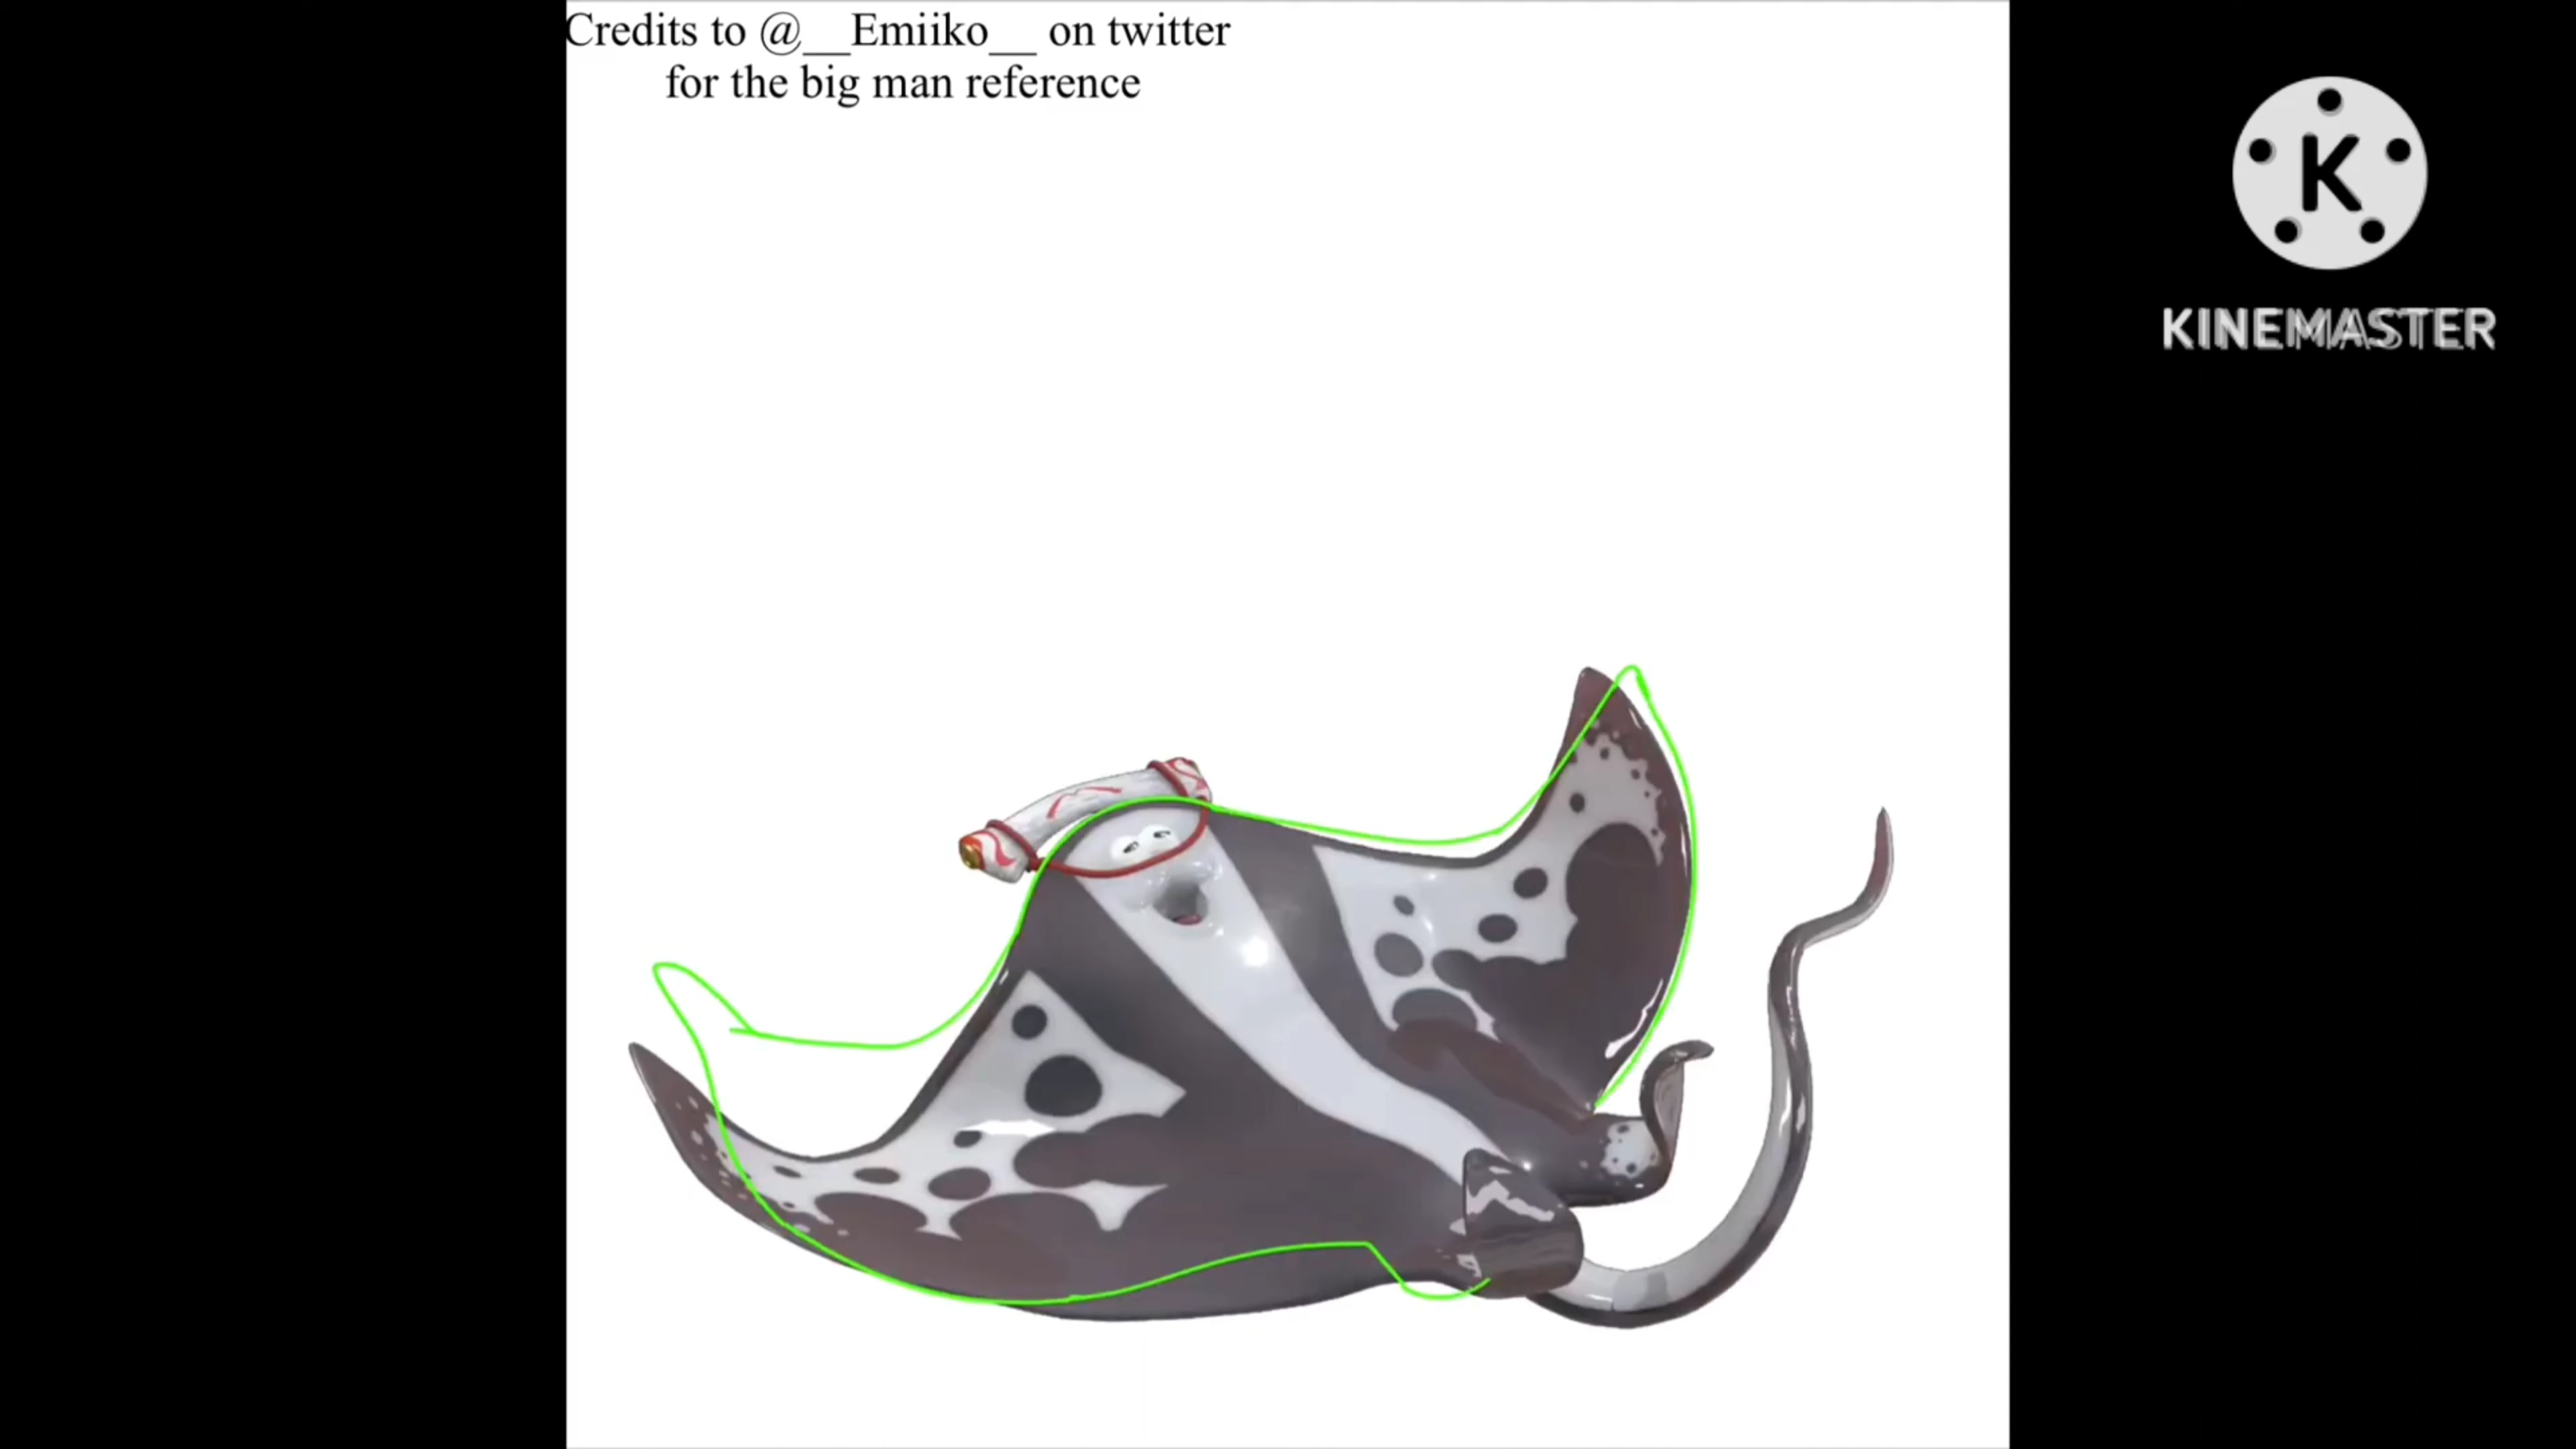 Credits to @__Emiiko__ on twitter
for the big man reference
K
KINEMASTER